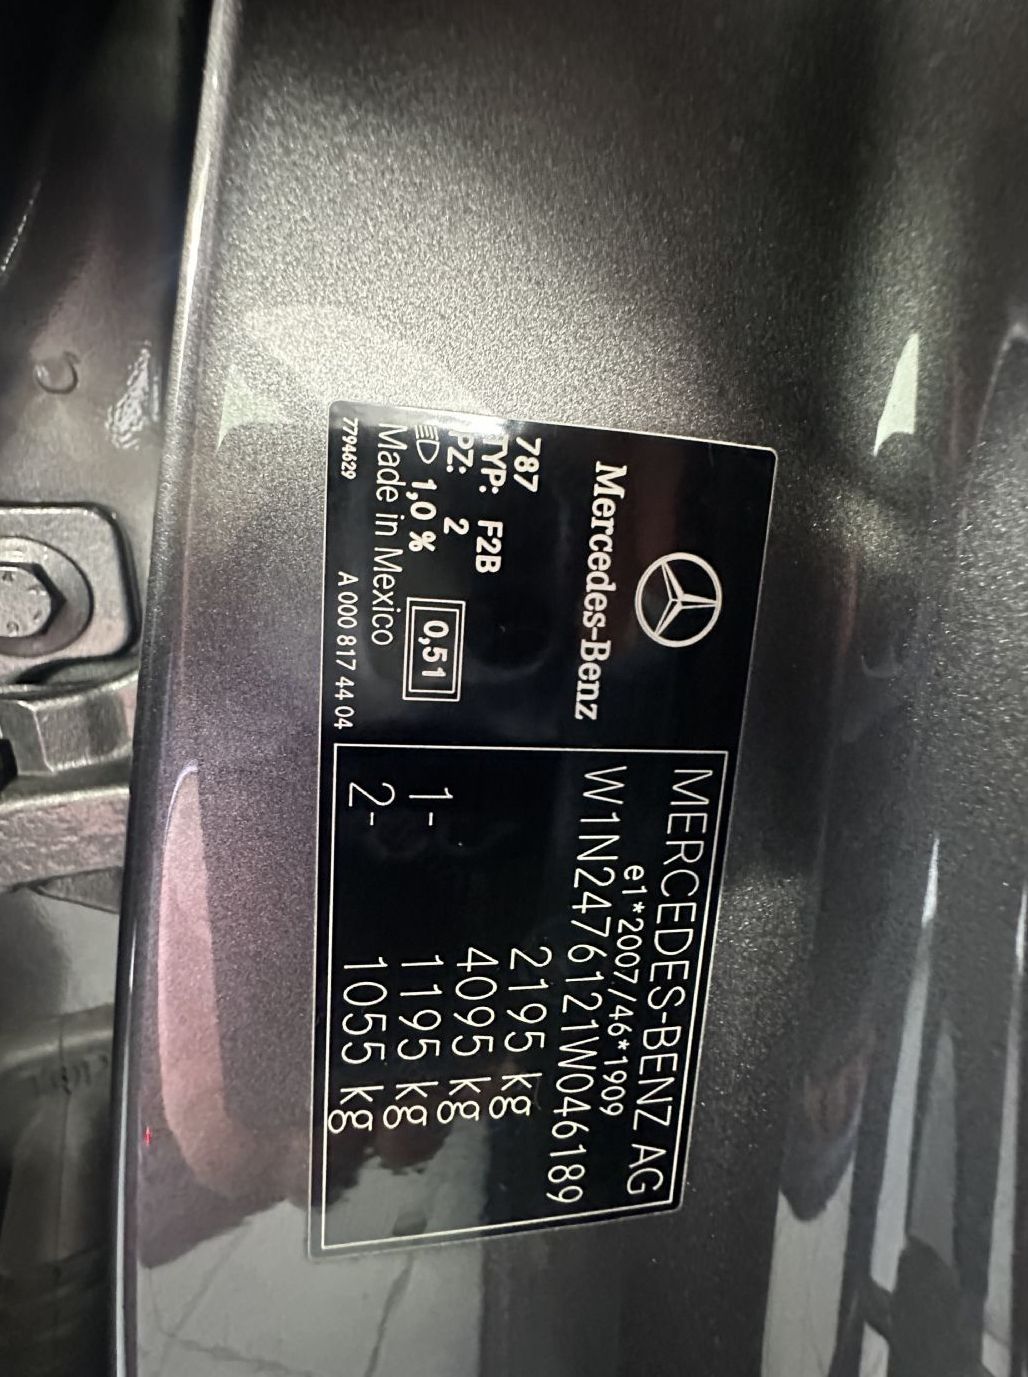 Mercedes-Benz
787
TYP: F2B
PZ: 2
1,0 %
0,51
Made in Mexico
7794629 A 000 817 44 04
MERCEDES-BENZ AG
e1*2007/46*1909
W1N2476121W046189
2195 kg
4095 kg
1- 1195 kg
2- 1055 kg